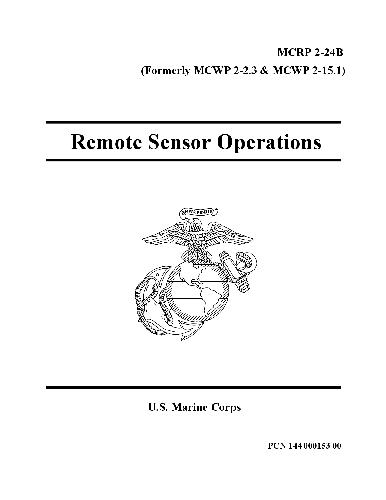 MCRP 2-24B
(Formerly MCWP 2-2.3 & MCWP 2-15.1)
Remote Sensor Operations
U.S. Marine Corps
PCN 144 000153 00